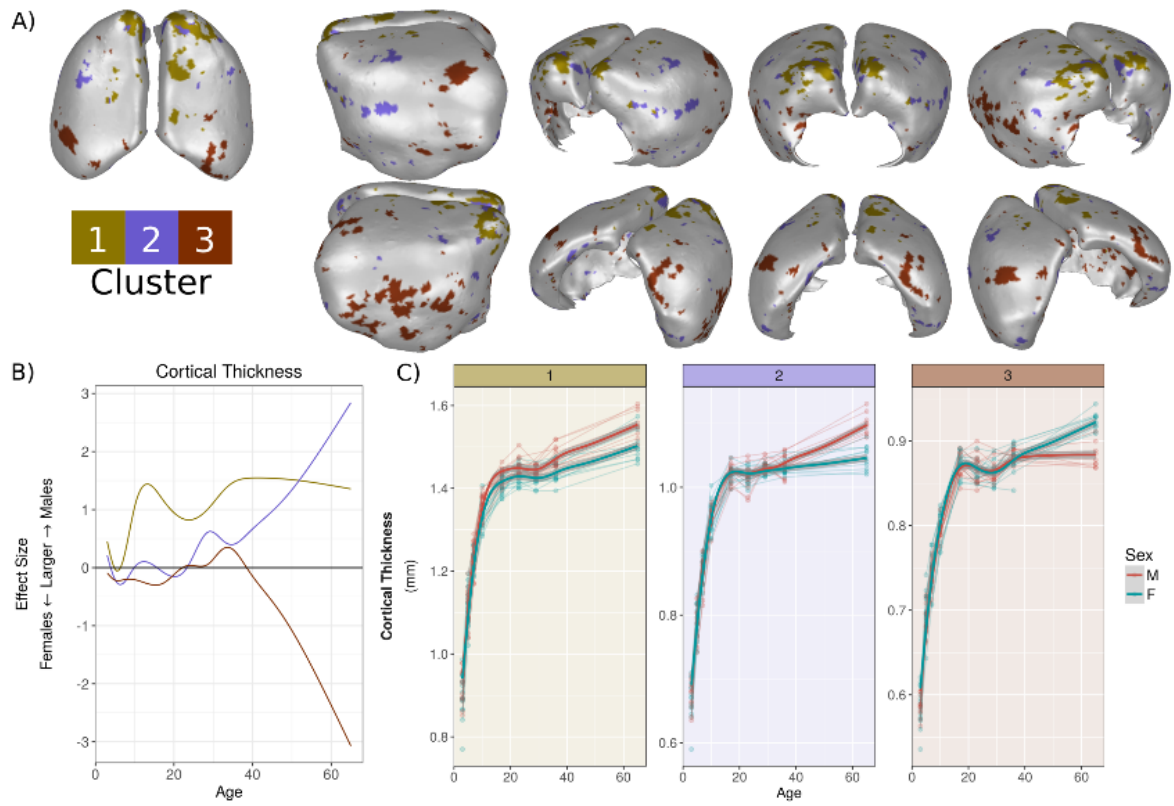 A)
1 2 3
Cluster
B)
Cortical Thickness
3
2
1
0
-1
-2
-3
Effect Size
Females ← Larger → Males
0 20 40 60
Age
C)
1 2 3
Cortical Thickness
(mm)
1.6
1.4
1.2
1.0
0.8
0 20 40 60
1.0
0.8
0.6
0 20 40 60
0.9
0.8
0.7
0.6
0 20 40 60
Age
Sex
M
F